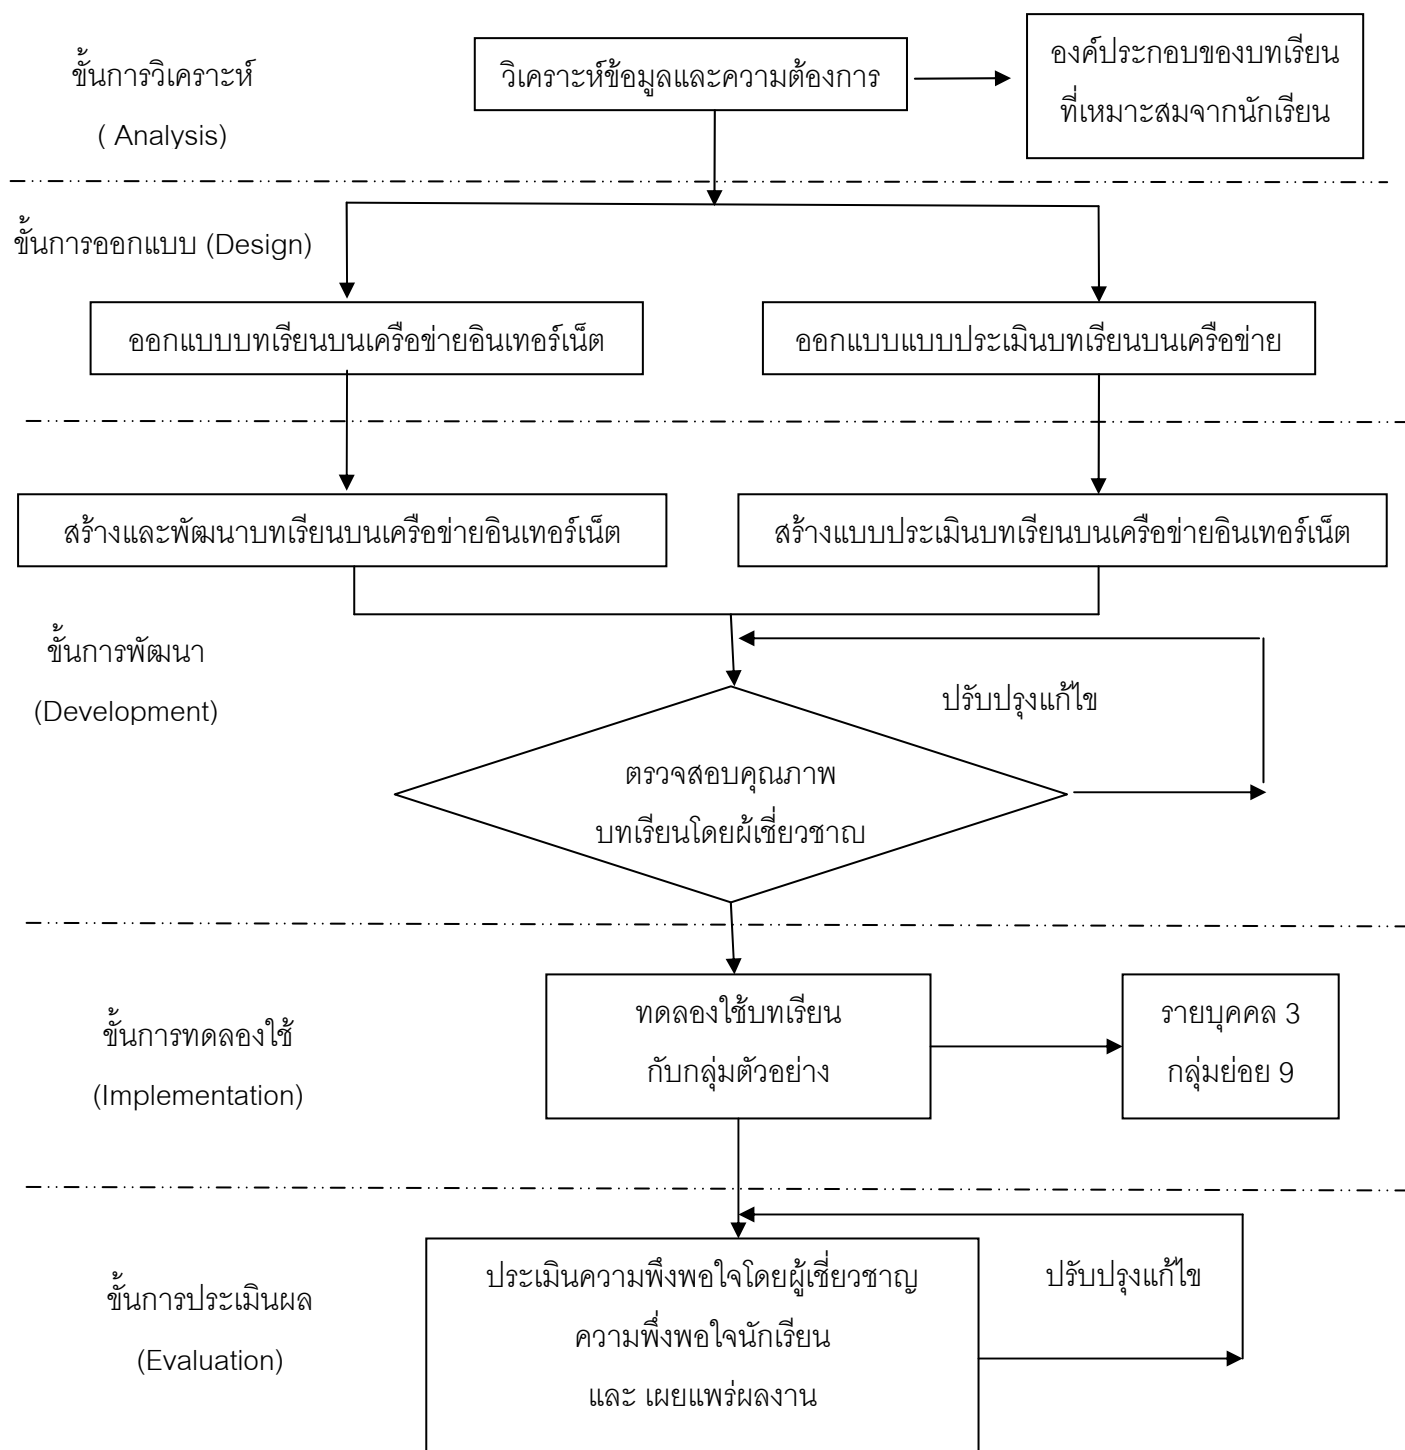 ขั้นการวิเคราะห์
( Analysis)
วิเคราะห์ข้อมูลและความต้องการ
องค์ประกอบของบทเรียน
ที่เหมาะสมจากนักเรียน
ขั้นการออกแบบ (Design)
ออกแบบบทเรียนบนเครือข่ายอินเทอร์เน็ต
ออกแบบแบบประเมินบทเรียนบนเครือข่าย
สร้างและพัฒนาบทเรียนบนเครือข่ายอินเทอร์เน็ต
สร้างแบบประเมินบทเรียนบนเครือข่ายอินเทอร์เน็ต
ขั้นการพัฒนา
(Development)
ปรับปรุงแก้ไข
ตรวจสอบคุณภาพ
บทเรียนโดยผู้เชี่ยวชาญ
ขั้นการทดลองใช้
(Implementation)
ทดลองใช้บทเรียน
กับกลุ่มตัวอย่าง
รายบุคคล 3
กลุ่มย่อย 9
ขั้นการประเมินผล
(Evaluation)
ประเมินความพึงพอใจโดยผู้เชี่ยวชาญ
ความพึ่งพอใจนักเรียน
และ เผยแพร่ผลงาน
ปรับปรุงแก้ไข